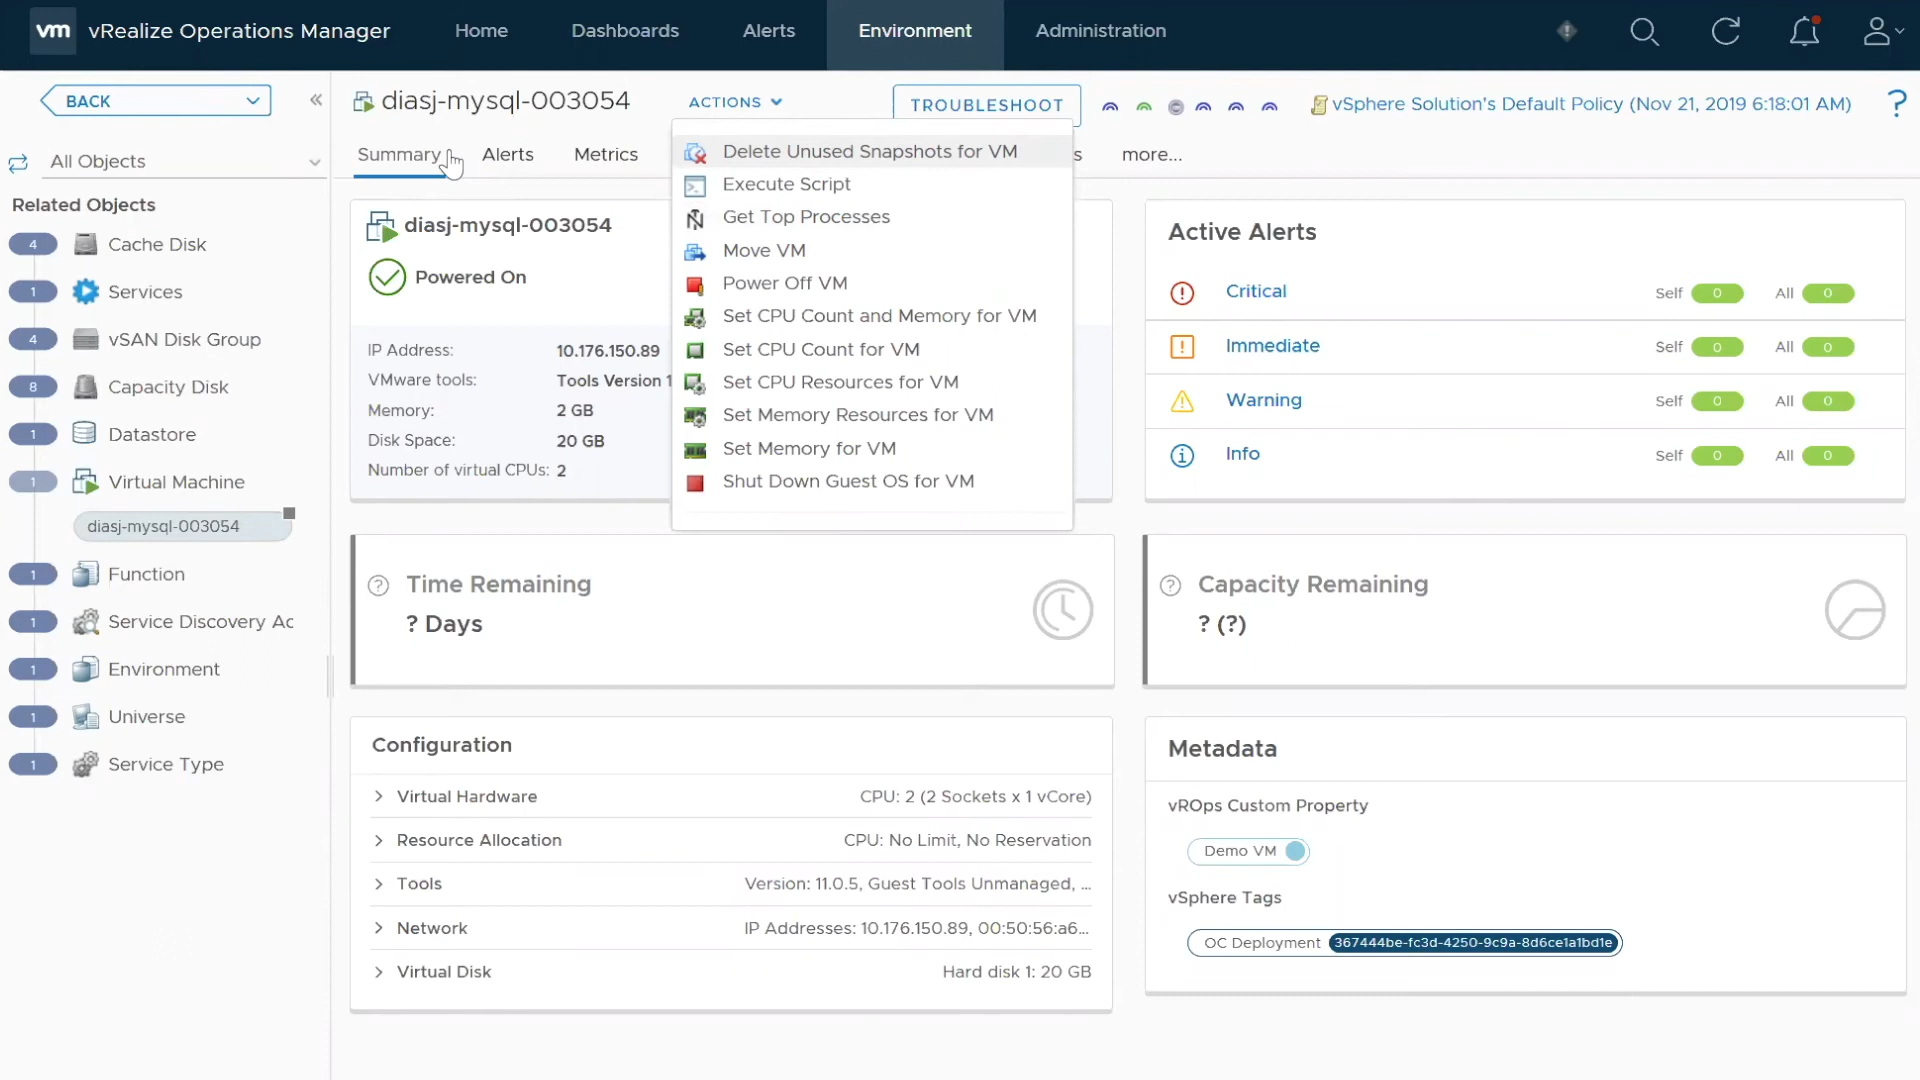 vm vRealize Operations Manager Home Dashboards Alerts Environment Administration
BACK
diasj-mysql-003054 ACTIONS TROUBLESHOOT vSphere Solution's Default Policy (Nov 21, 2019 6:18:01 AM) ?
All Objects
Summary Alerts Metrics s more...
Related Objects
4 Cache Disk
1 Services
4 vSAN Disk Group
8 Capacity Disk
1 Datastore
1 Virtual Machine
diasj-mysql-003054
1 Function
1 Service Discovery Ac
1 Environment
1 Universe
1 Service Type
Delete Unused Snapshots for VM
Execute Script
Get Top Processes
Move VM
Power Off VM
Set CPU Count and Memory for VM
Set CPU Count for VM
Set CPU Resources for VM
Set Memory Resources for VM
Set Memory for VM
Shut Down Guest OS for VM
diasj-mysql-003054
Powered On
IP Address: 10.176.150.89
VMware tools: Tools Version 1
Memory: 2 GB
Disk Space: 20 GB
Number of virtual CPUs: 2
Active Alerts
Critical Self 0 All 0
Immediate Self 0 All 0
Warning Self 0 All 0
Info Self 0 All 0
? Time Remaining
? Days
? Capacity Remaining
? (?)
Configuration
Virtual Hardware CPU: 2 (2 Sockets x 1 vCore)
Resource Allocation CPU: No Limit, No Reservation
Tools Version: 11.0.5, Guest Tools Unmanaged, ...
Network IP Addresses: 10.176.150.89, 00:50:56:a6...
Virtual Disk Hard disk 1: 20 GB
Metadata
vROps Custom Property
Demo VM
vSphere Tags
OC Deployment 367444be-fc3d-4250-9c9a-8d6ce1a1bd1e